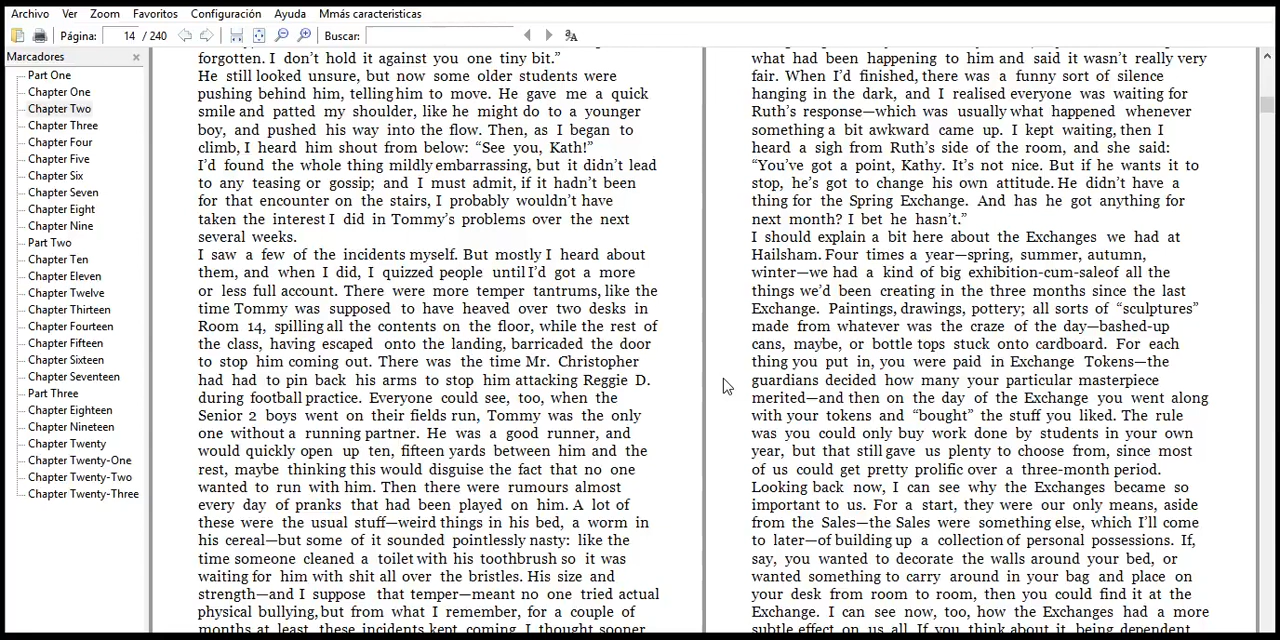 Archivo Ver Zoom Favoritos Configuración Ayuda Mmás caracteristicas
Página: 14 / 240 Buscar:
Marcadores
Part One
Chapter One
Chapter Two
Chapter Three
Chapter Four
Chapter Five
Chapter Six
Chapter Seven
Chapter Eight
Chapter Nine
Part Two
Chapter Ten
Chapter Eleven
Chapter Twelve
Chapter Thirteen
Chapter Fourteen
Chapter Fifteen
Chapter Sixteen
Chapter Seventeen
Part Three
Chapter Eighteen
Chapter Nineteen
Chapter Twenty
Chapter Twenty-One
Chapter Twenty-Two
Chapter Twenty-Three
forgotten. I don’t hold it against you one tiny bit.”
He still looked unsure, but now some older students were
pushing behind him, telling him to move. He gave me a quick
smile and patted my shoulder, like he might do to a younger
boy, and pushed his way into the flow. Then, as I began to
climb, I heard him shout from below: “See you, Kath!”
I’d found the whole thing mildly embarrassing, but it didn’t lead
to any teasing or gossip; and I must admit, if it hadn’t been
for that encounter on the stairs, I probably wouldn’t have
taken the interest I did in Tommy’s problems over the next
several weeks.
I saw a few of the incidents myself. But mostly I heard about
them, and when I did, I quizzed people until I’d got a more
or less full account. There were more temper tantrums, like the
time Tommy was supposed to have heaved over two desks in
Room 14, spilling all the contents on the floor, while the rest of
the class, having escaped onto the landing, barricaded the door
to stop him coming out. There was the time Mr. Christopher
had had to pin back his arms to stop him attacking Reggie D.
during football practice. Everyone could see, too, when the
Senior 2 boys went on their fields run, Tommy was the only
one without a running partner. He was a good runner, and
would quickly open up ten, fifteen yards between him and the
rest, maybe thinking this would disguise the fact that no one
wanted to run with him. Then there were rumours almost
every day of pranks that had been played on him. A lot of
these were the usual stuff—weird things in his bed, a worm in
his cereal—but some of it sounded pointlessly nasty: like the
time someone cleaned a toilet with his toothbrush so it was
waiting for him with shit all over the bristles. His size and
strength—and I suppose that temper—meant no one tried actual
physical bullying, but from what I remember, for a couple of
months at least, these incidents kept coming. I thought sooner
what had been happening to him and said it wasn’t really very
fair. When I’d finished, there was a funny sort of silence
hanging in the dark, and I realised everyone was waiting for
Ruth’s response—which was usually what happened whenever
something a bit awkward came up. I kept waiting, then I
heard a sigh from Ruth’s side of the room, and she said:
“You’ve got a point, Kathy. It’s not nice. But if he wants it to
stop, he’s got to change his own attitude. He didn’t have a
thing for the Spring Exchange. And has he got anything for
next month? I bet he hasn’t.”
I should explain a bit here about the Exchanges we had at
Hailsham. Four times a year—spring, summer, autumn,
winter—we had a kind of big exhibition-cum-saleof all the
things we’d been creating in the three months since the last
Exchange. Paintings, drawings, pottery; all sorts of “sculptures”
made from whatever was the craze of the day—bashed-up
cans, maybe, or bottle tops stuck onto cardboard. For each
thing you put in, you were paid in Exchange Tokens—the
guardians decided how many your particular masterpiece
merited—and then on the day of the Exchange you went along
with your tokens and “bought” the stuff you liked. The rule
was you could only buy work done by students in your own
year, but that still gave us plenty to choose from, since most
of us could get pretty prolific over a three-month period.
Looking back now, I can see why the Exchanges became so
important to us. For a start, they were our only means, aside
from the Sales—the Sales were something else, which I’ll come
to later—of building up a collection of personal possessions. If,
say, you wanted to decorate the walls around your bed, or
wanted something to carry around in your bag and place on
your desk from room to room, then you could find it at the
Exchange. I can see now, too, how the Exchanges had a more
subtle effect on us all. If you think about it, being dependent